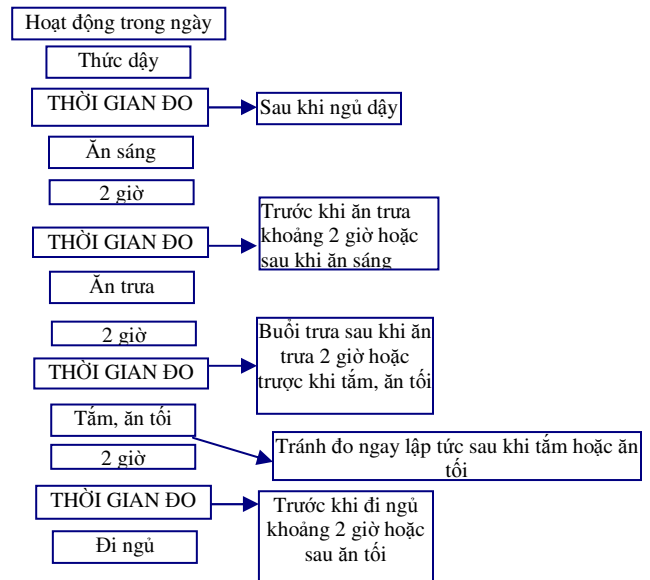 Hoạt động trong ngày
Thức dậy
THỜI GIAN ĐO
Sau khi ngủ dậy
Ăn sáng
2 giờ
THỜI GIAN ĐO
Trước khi ăn trưa
khoảng 2 giờ hoặc
sau khi ăn sáng
Ăn trưa
2 giờ
THỜI GIAN ĐO
Buổi trưa sau khi ăn
trưa 2 giờ hoặc
trược khi tắm, ăn tối
Tắm, ăn tối
2 giờ
Tránh đo ngay lập tức sau khi tắm hoặc ăn
tối
THỜI GIAN ĐO
Trước khi đi ngủ
khoảng 2 giờ hoặc
sau ăn tối
Đi ngủ